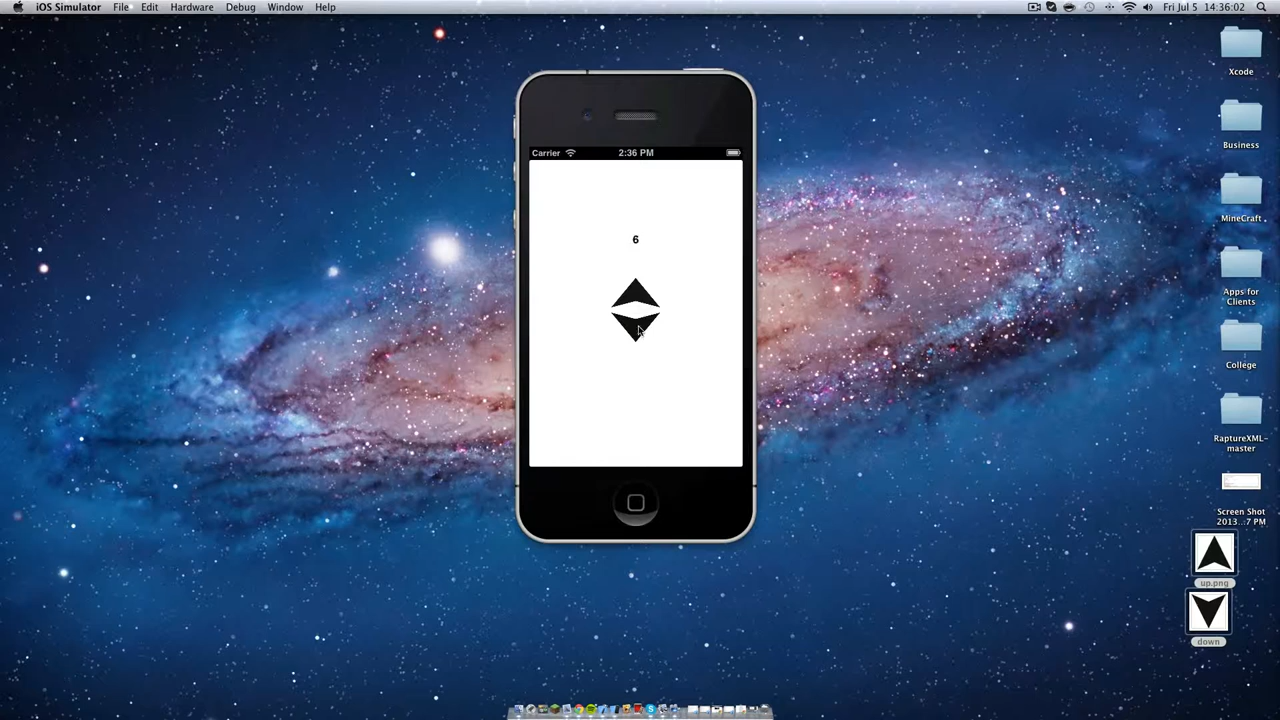 iOS Simulator File Edit Hardware Debug Window Help
Fri Jul 5 14:36:02
Carrier 2:36 PM
6
Xcode
Business
MineCraft
Apps for
Clients
College
RaptureXML-
master
Screen Shot
2013...7 PM
up.png
down